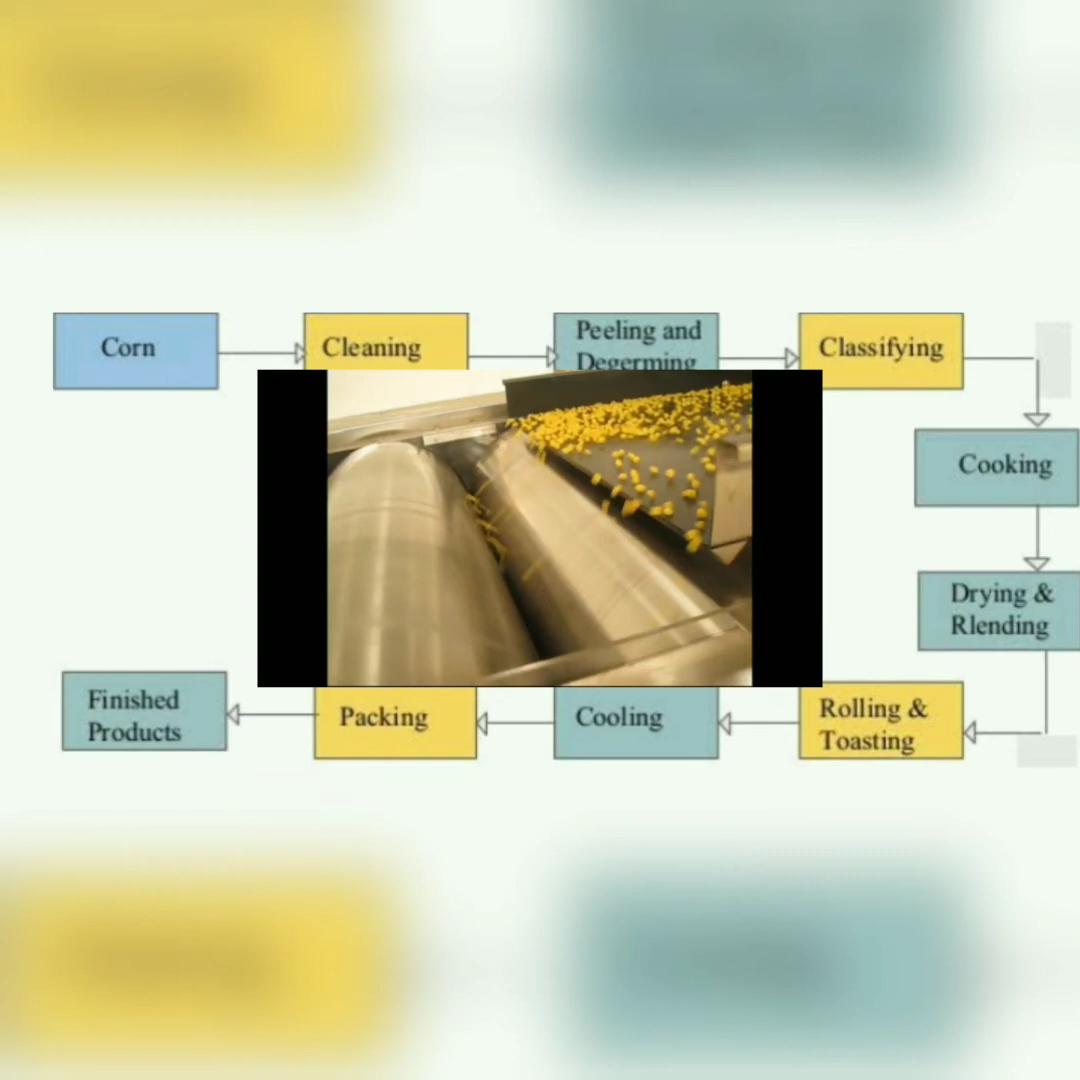 Corn
Cleaning
Peeling and
Degerming
Classifying
Cooking
Drying &
Rlending
Rolling &
Toasting
Cooling
Packing
Finished
Products